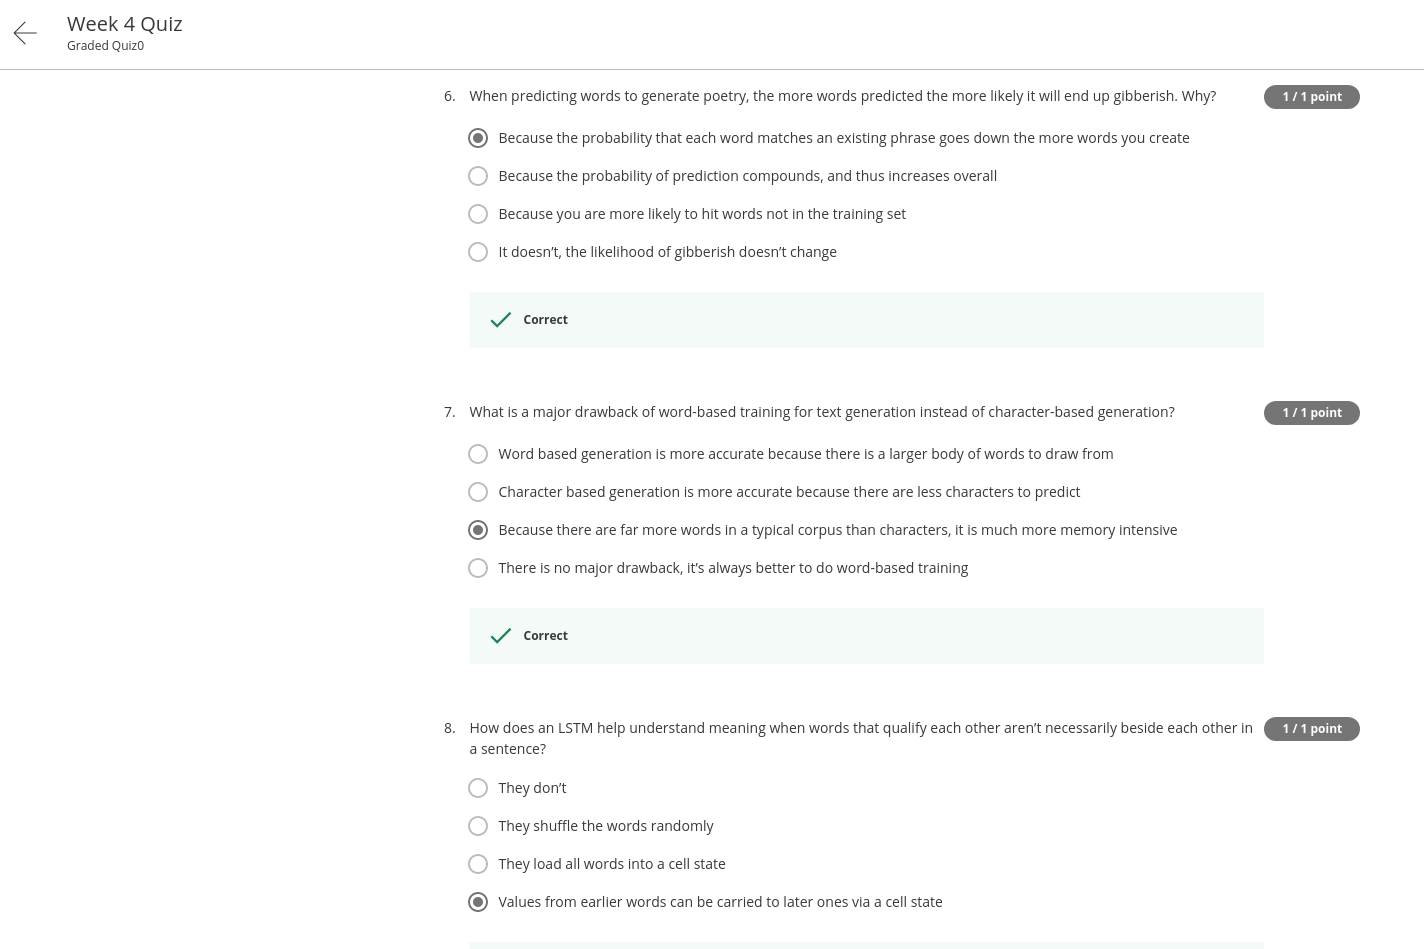 Week 4 Quiz
Graded Quiz0
6. When predicting words to generate poetry, the more words predicted the more likely it will end up gibberish. Why?
1 / 1 point
Because the probability that each word matches an existing phrase goes down the more words you create
Because the probability of prediction compounds, and thus increases overall
Because you are more likely to hit words not in the training set
It doesn’t, the likelihood of gibberish doesn’t change
Correct
7. What is a major drawback of word-based training for text generation instead of character-based generation?
1 / 1 point
Word based generation is more accurate because there is a larger body of words to draw from
Character based generation is more accurate because there are less characters to predict
Because there are far more words in a typical corpus than characters, it is much more memory intensive
There is no major drawback, it’s always better to do word-based training
Correct
8. How does an LSTM help understand meaning when words that qualify each other aren’t necessarily beside each other in
a sentence?
1 / 1 point
They don’t
They shuffle the words randomly
They load all words into a cell state
Values from earlier words can be carried to later ones via a cell state